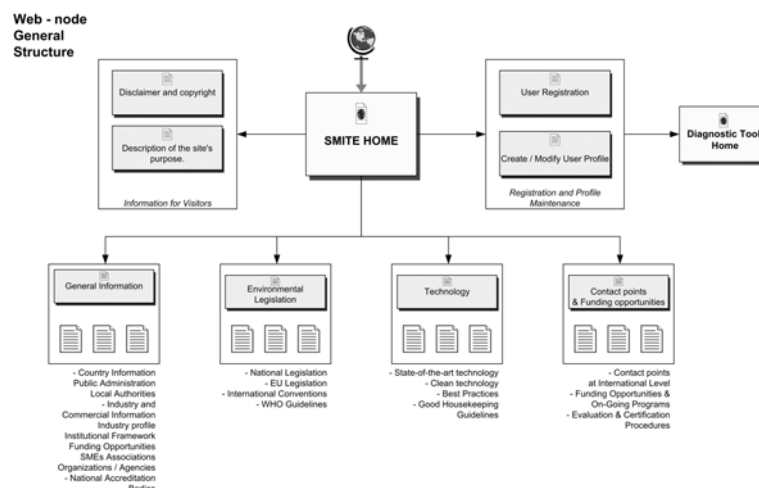 Web - node
General
Structure
Disclaimer and copyright
Description of the site's
purpose.
Information for Visitors
SMITE HOME
User Registration
Create / Modify User Profile
Registration and Profile
Maintenance
Diagnostic Tool
Home
General Information
Environmental
Legislation
Technology
Contact points
& Funding opportunities
- Country Information
Public Administration
Local Authorities
- Industry and
Commercial Information
Industry profile
Institutional Framework
Funding Opportunities
SMEs Associations
Organizations / Agencies
- National Accreditation
- National Legislation
- EU Legislation
- International Conventions
- WHO Guidelines
- State-of-the-art technology
- Clean technology
- Best Practices
- Good Housekeeping
Guidelines
- Contact points
at International Level
- Funding Opportunities &
On-Going Programs
- Evaluation & Certification
Procedures